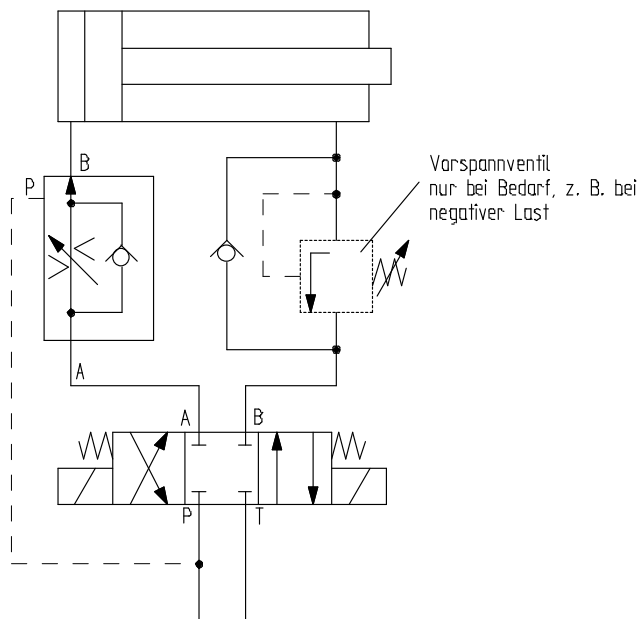 B
P
Vorspannventil
nur bei Bedarf, z. B. bei
negativer Last
A
A
B
P
T